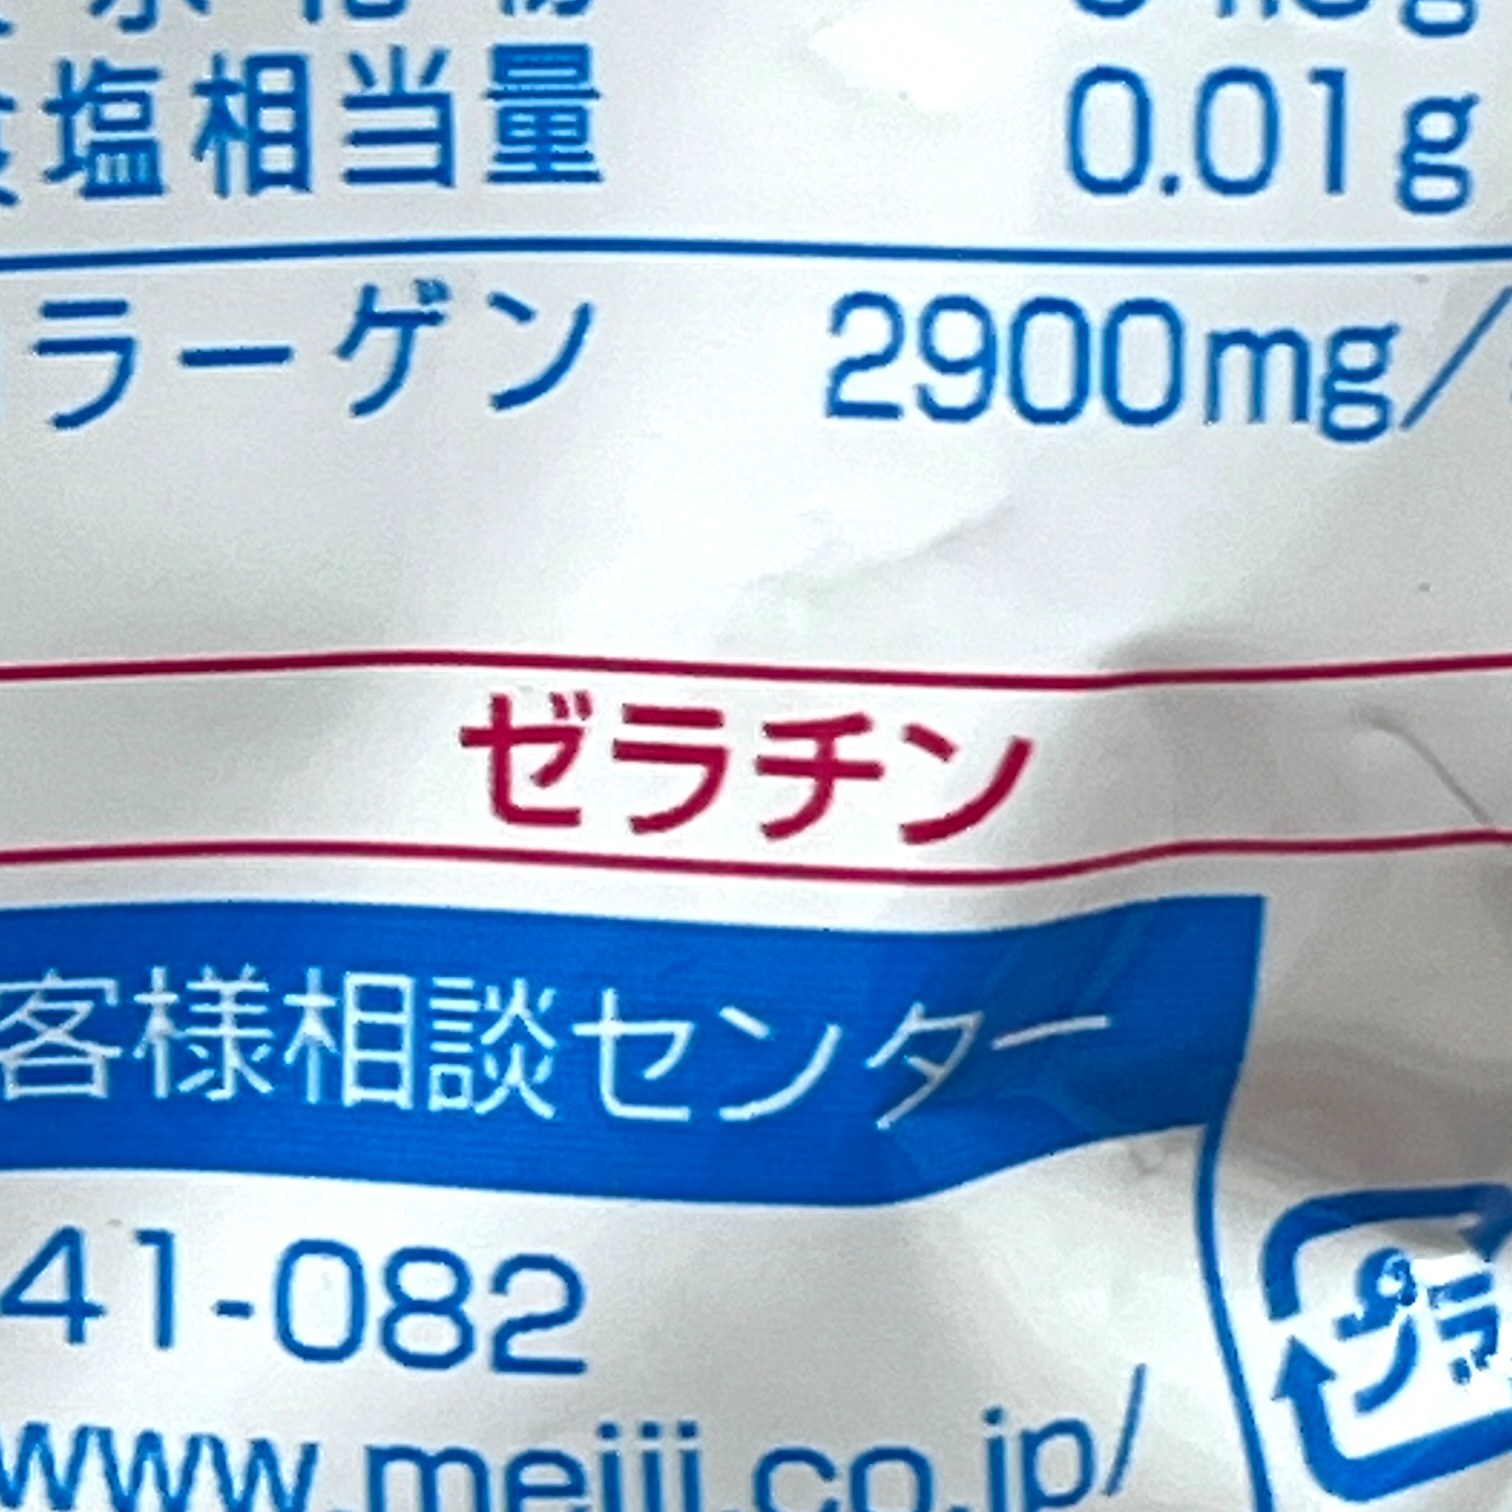 塩相当量 0.01g
ラーゲン 2900mg/
ゼラチン
客様相談センター
41-082
www.meiji.co.jp/
プラ